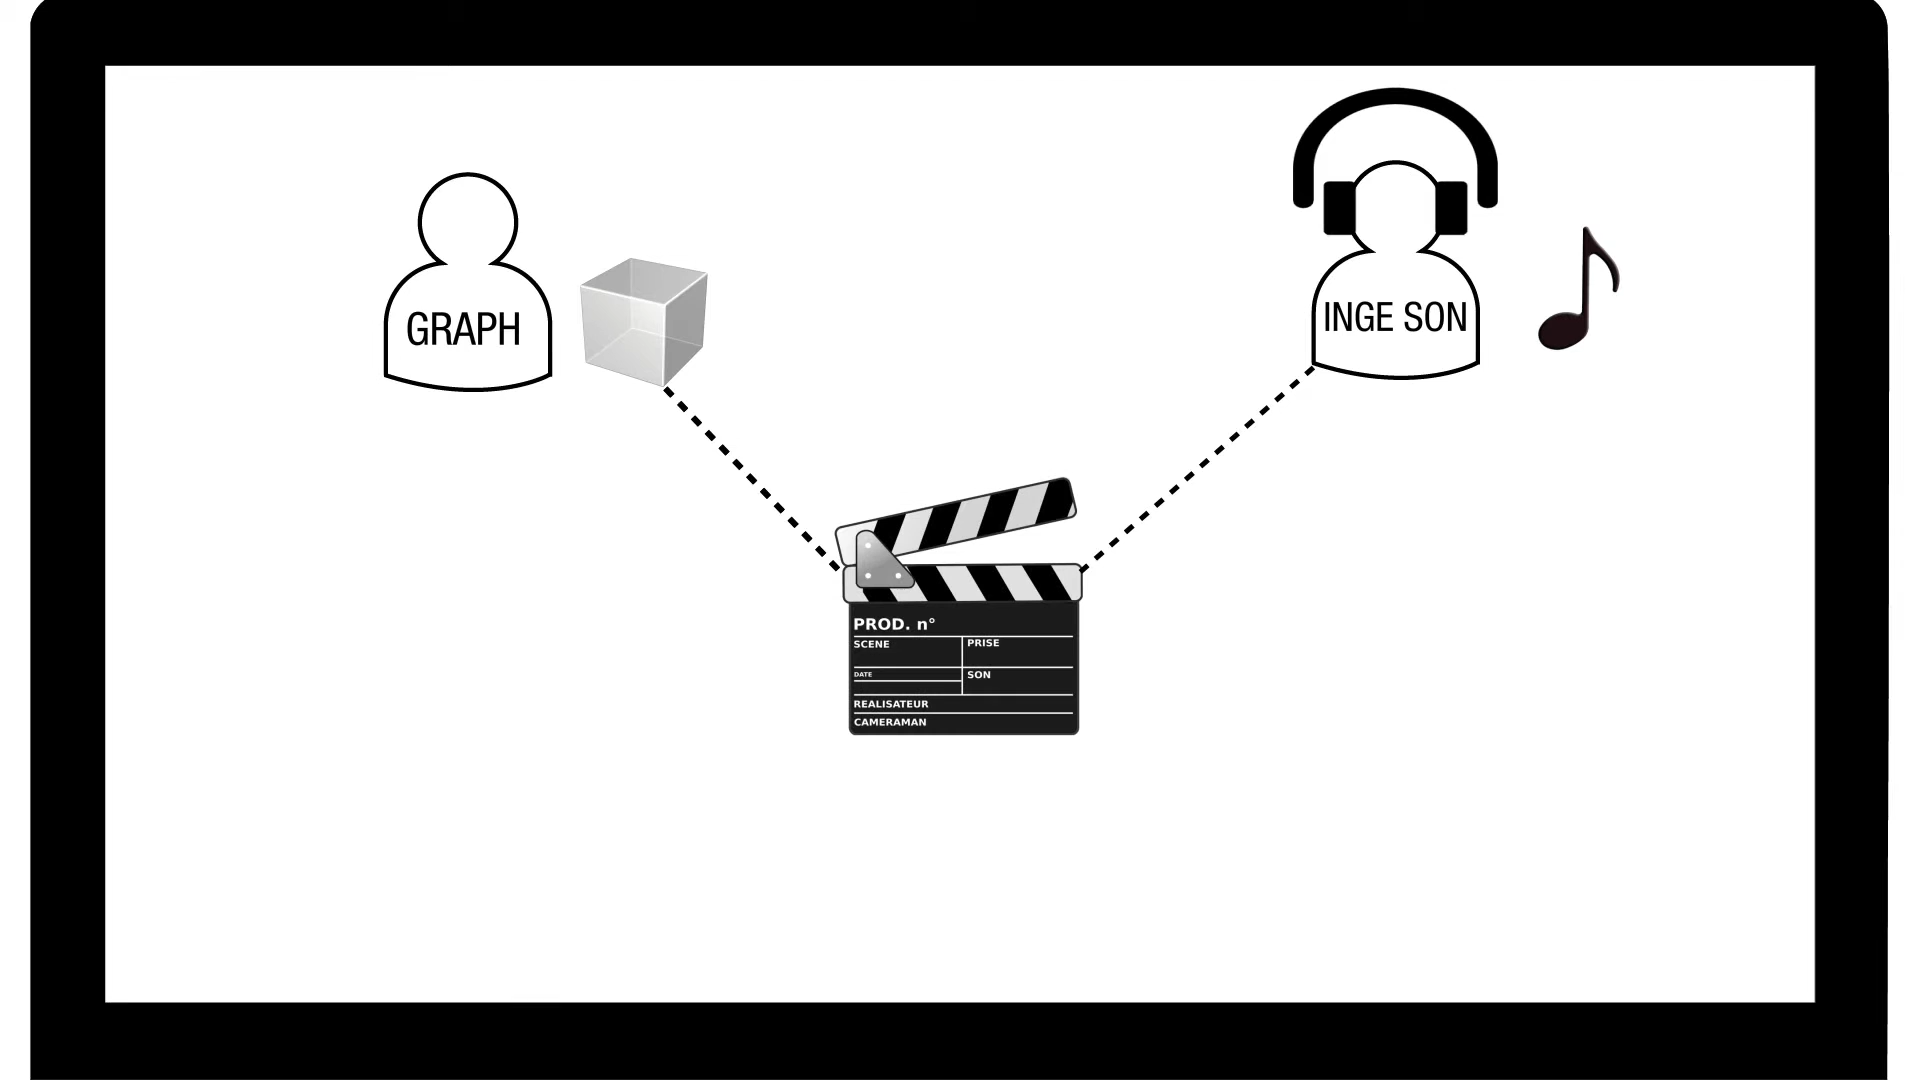 GRAPH
INGE SON
PROD. n°
SCENE
PRISE
DATE
SON
REALISATEUR
CAMERAMAN